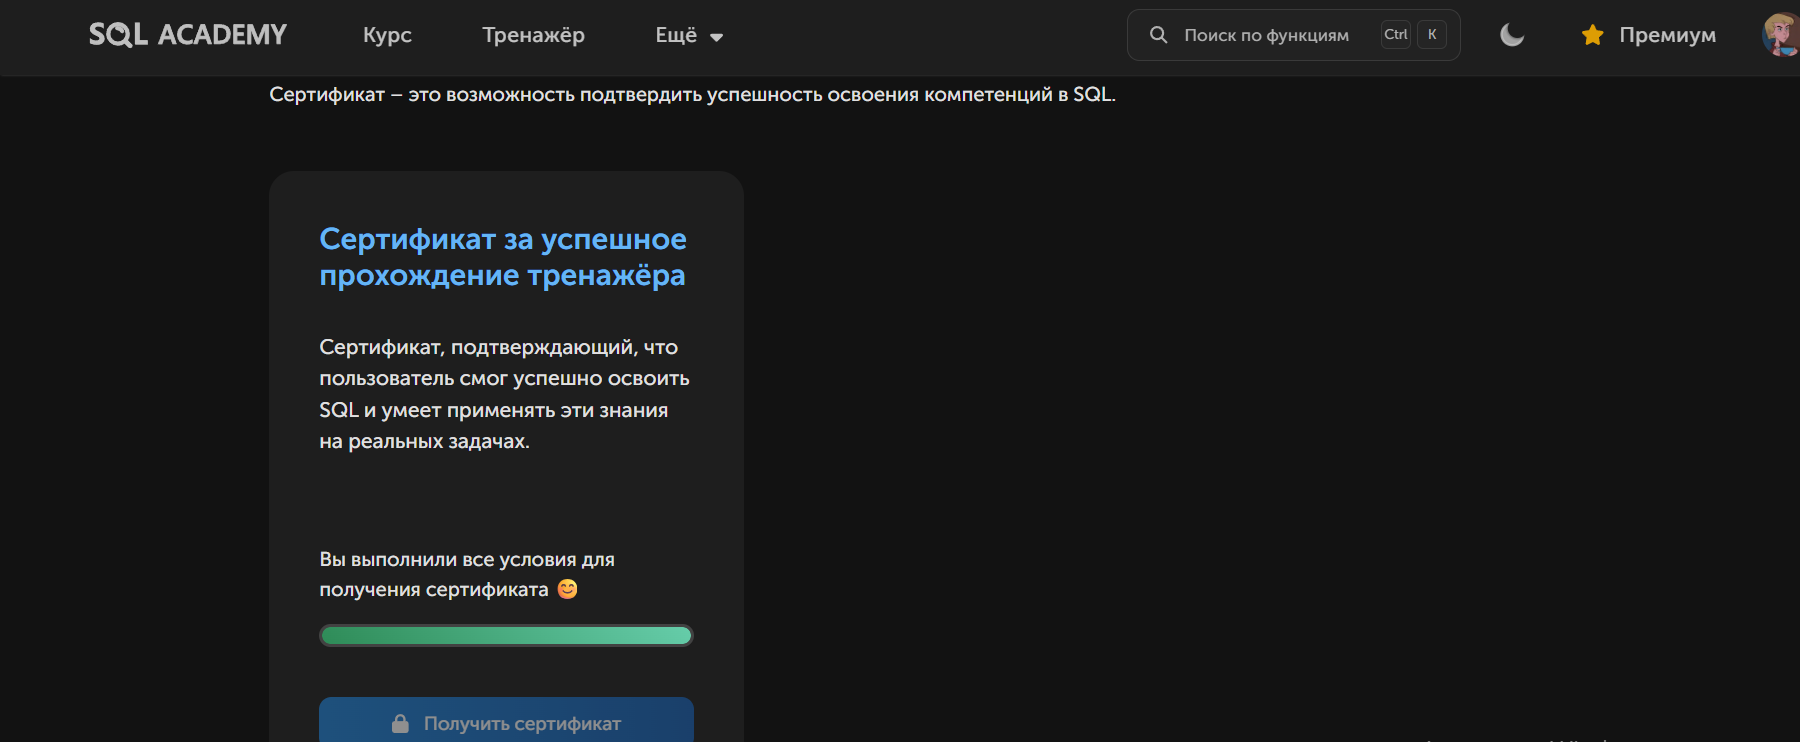 SQL ACADEMY Курс Тренажёр Ещё Поиск по функциям Ctrl K Премиум
Сертификат – это возможность подтвердить успешность освоения компетенций в SQL.
Сертификат за успешное
прохождение тренажёра
Сертификат, подтверждающий, что
пользователь смог успешно освоить
SQL и умеет применять эти знания
на реальных задачах.
Вы выполнили все условия для
получения сертификата 😊
Получить сертификат